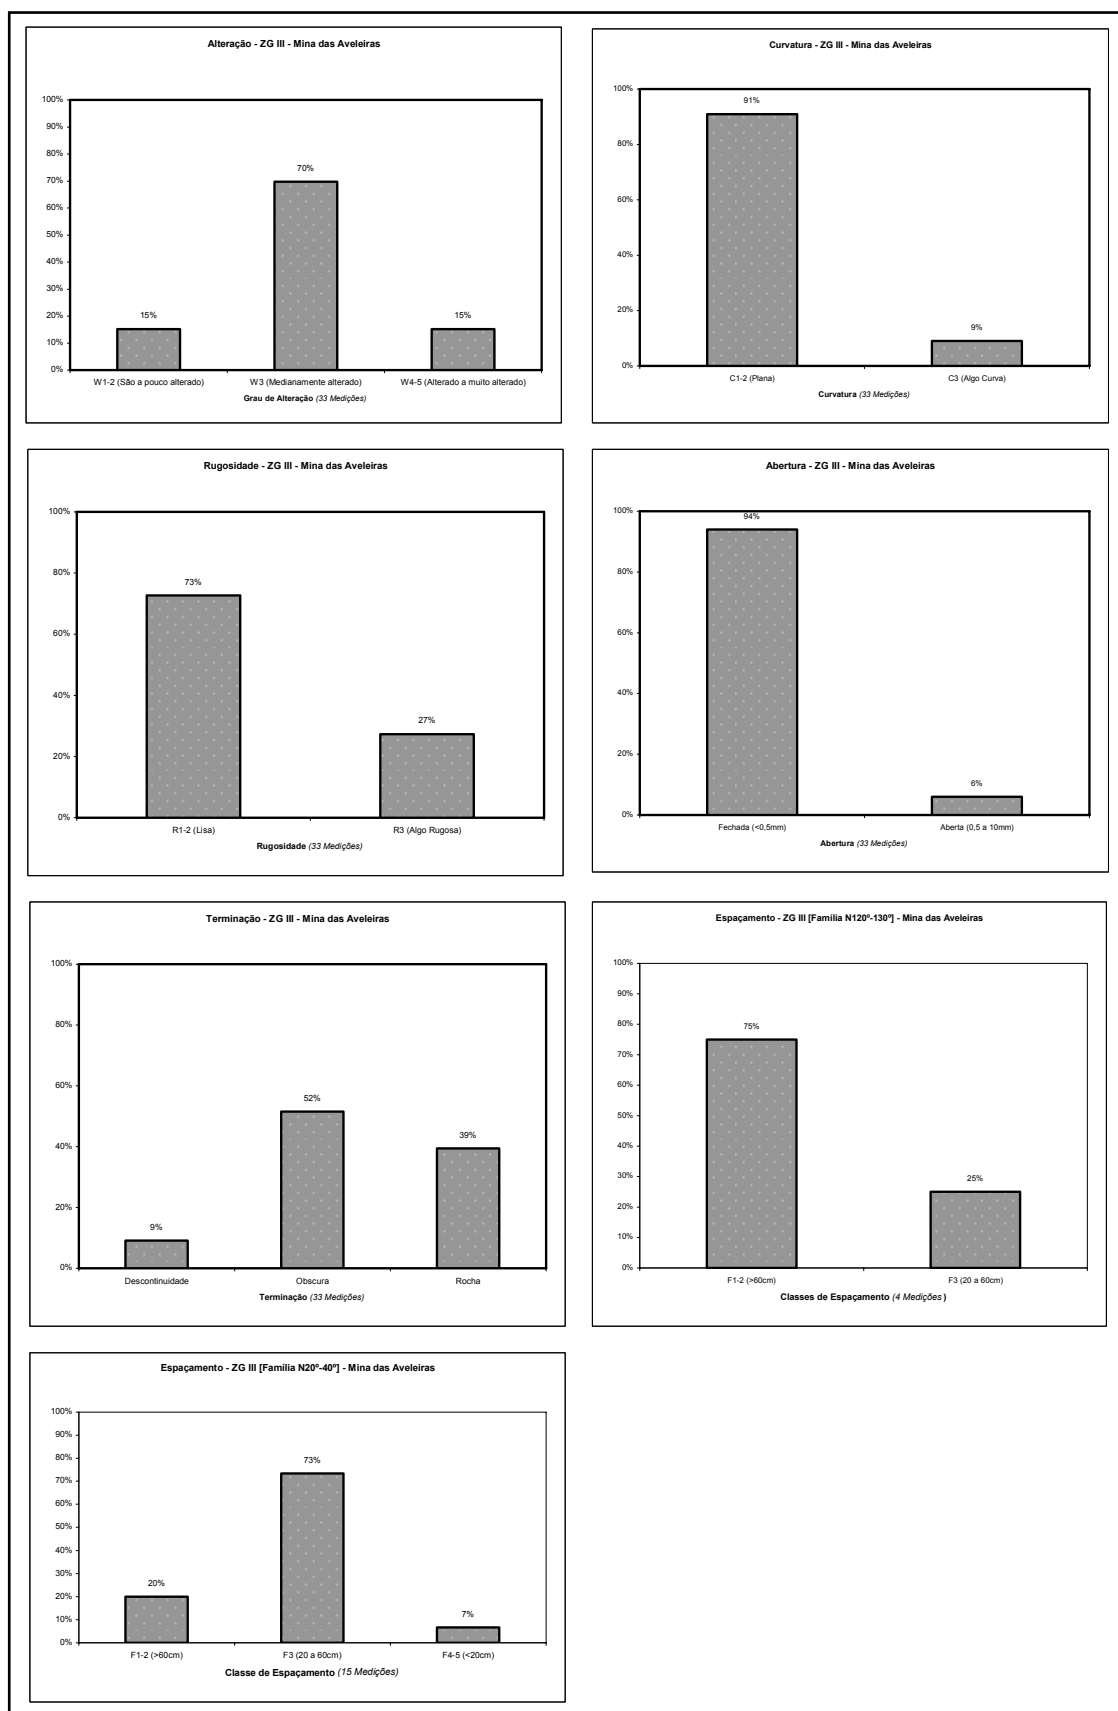 Alteração - ZG III - Mina das Aveleiras
100%
90%
80%
70%
60%
50%
40%
30%
20%
10%
0%
15%
70%
15%
W1-2 (São a pouco alterado)
W3 (Medianamente alterado)
W4-5 (Alterado a muito alterado)
Grau de Alteração (33 Medições)
Curvatura - ZG III - Mina das Aveleiras
100%
80%
60%
40%
20%
0%
91%
9%
C1-2 (Plana)
C3 (Algo Curva)
Curvatura (33 Medições)
Rugosidade - ZG III - Mina das Aveleiras
100%
80%
60%
40%
20%
0%
73%
27%
R1-2 (Lisa)
R3 (Algo Rugosa)
Rugosidade (33 Medições)
Abertura - ZG III - Mina das Aveleiras
100%
80%
60%
40%
20%
0%
94%
6%
Fechada (<0,5mm)
Aberta (0,5 a 10mm)
Abertura (33 Medições)
Terminação - ZG III - Mina das Aveleiras
100%
80%
60%
40%
20%
0%
9%
52%
39%
Descontinuidade
Obscura
Rocha
Terminação (33 Medições)
Espaçamento - ZG III [Família N120º-130º] - Mina das Aveleiras
100%
90%
80%
70%
60%
50%
40%
30%
20%
10%
0%
75%
25%
F1-2 (>60cm)
F3 (20 a 60cm)
Classes de Espaçamento (4 Medições )
Espaçamento - ZG III [Família N20º-40º] - Mina das Aveleiras
100%
90%
80%
70%
60%
50%
40%
30%
20%
10%
0%
20%
73%
7%
F1-2 (>60cm)
F3 (20 a 60cm)
F4-5 (<20cm)
Classe de Espaçamento (15 Medições)